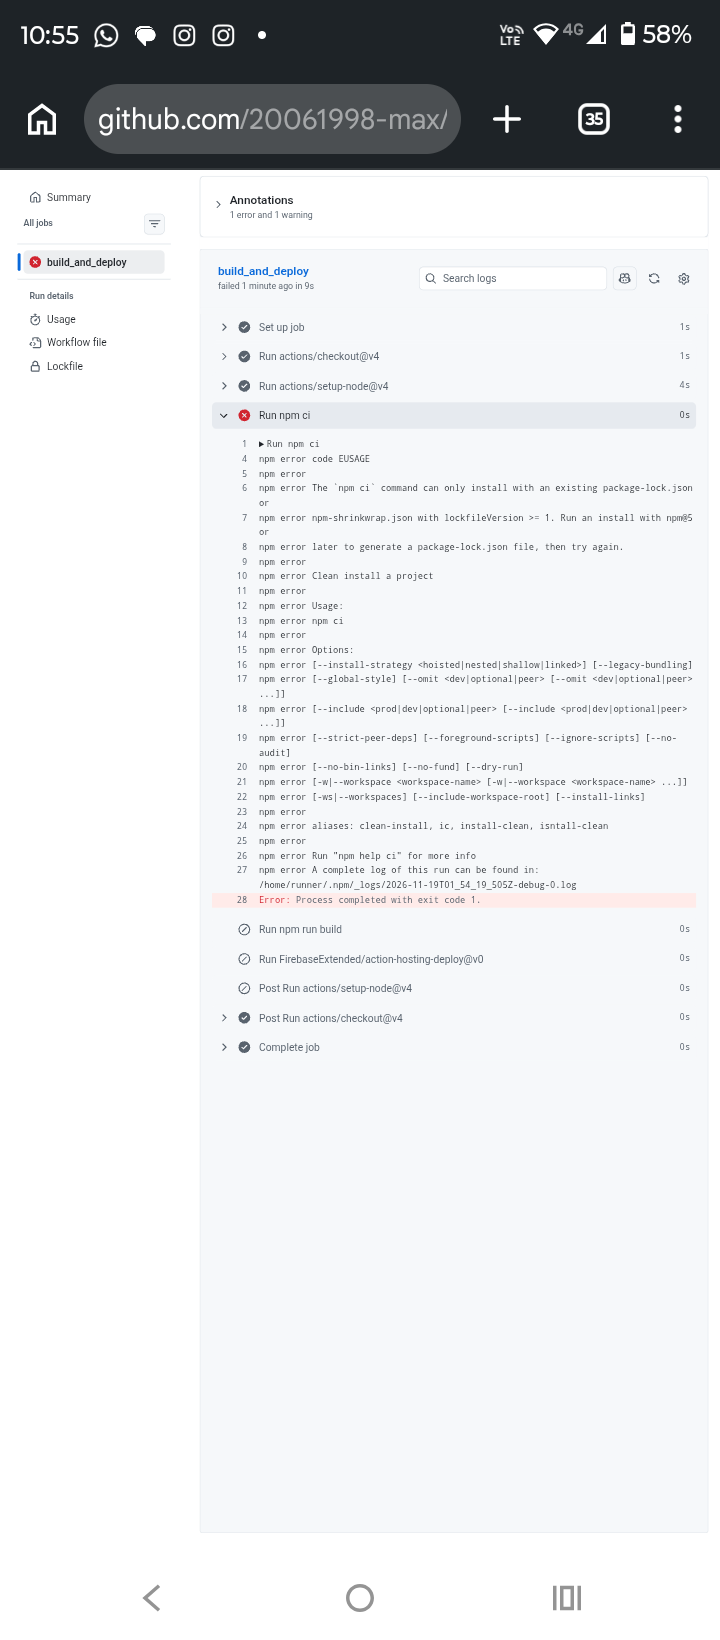 10:55
Vo LTE
4G
58%
github.com/20061998-max/
35
Summary
All jobs
build_and_deploy
Run details
Usage
Workflow file
Lockfile
Annotations
1 error and 1 warning
build_and_deploy
failed 1 minute ago in 9s
Search logs
Set up job 1s
Run actions/checkout@v4 1s
Run actions/setup-node@v4 4s
Run npm ci 0s
1 ▶Run npm ci
4 npm error code EUSAGE
5 npm error
6 npm error The `npm ci` command can only install with an existing package-lock.json
or
7 npm error npm-shrinkwrap.json with lockfileVersion >= 1. Run an install with npm@5
or
8 npm error later to generate a package-lock.json file, then try again.
9 npm error
10 npm error Clean install a project
11 npm error
12 npm error Usage:
13 npm error npm ci
14 npm error
15 npm error Options:
16 npm error [--install-strategy <hoisted|nested|shallow|linked>] [--legacy-bundling]
17 npm error [--global-style] [--omit <dev|optional|peer> [--omit <dev|optional|peer>
...]]
18 npm error [--include <prod|dev|optional|peer> [--include <prod|dev|optional|peer>
...]]
19 npm error [--strict-peer-deps] [--foreground-scripts] [--ignore-scripts] [--no-
audit]
20 npm error [--no-bin-links] [--no-fund] [--dry-run]
21 npm error [-w|--workspace <workspace-name> [-w|--workspace <workspace-name> ...]]
22 npm error [-ws|--workspaces] [--include-workspace-root] [--install-links]
23 npm error
24 npm error aliases: clean-install, ic, install-clean, isntall-clean
25 npm error
26 npm error Run "npm help ci" for more info
27 npm error A complete log of this run can be found in:
/home/runner/.npm/_logs/2026-11-19T01_54_19_505Z-debug-0.log
28 Error: Process completed with exit code 1.
Run npm run build 0s
Run FirebaseExtended/action-hosting-deploy@v0 0s
Post Run actions/setup-node@v4 0s
Post Run actions/checkout@v4 0s
Complete job 0s